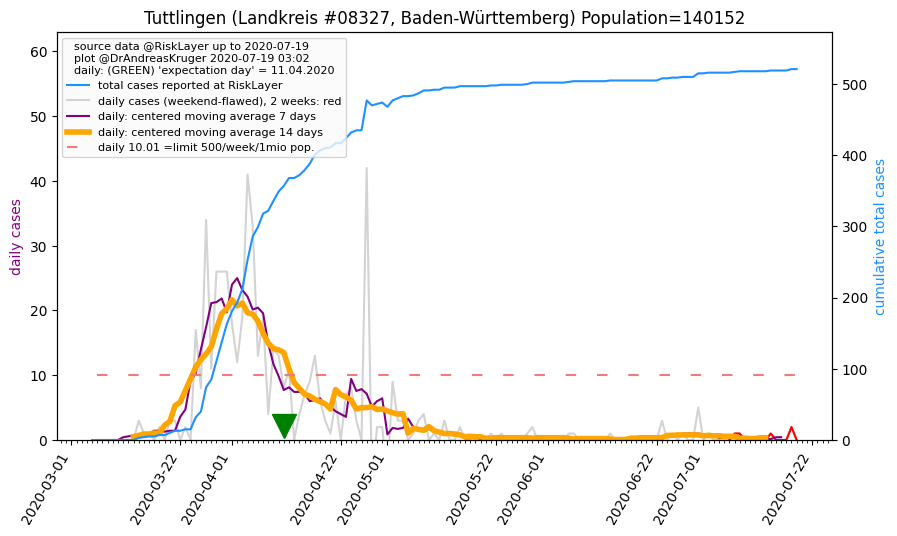 Tuttlingen (Landkreis #08327, Baden-Württemberg) Population=140152
source data @RiskLayer up to 2020-07-19
plot @DrAndreasKruger 2020-07-19 03:02
daily: (GREEN) 'expectation day' = 11.04.2020
total cases reported at RiskLayer
daily cases (weekend-flawed), 2 weeks: red
daily: centered moving average 7 days
daily: centered moving average 14 days
daily 10.01 =limit 500/week/1mio pop.
daily cases
60
50
40
30
20
10
0
cumulative total cases
500
400
300
200
100
0
2020-03-01
2020-03-22
2020-04-01
2020-04-22
2020-05-01
2020-05-22
2020-06-01
2020-06-22
2020-07-01
2020-07-22